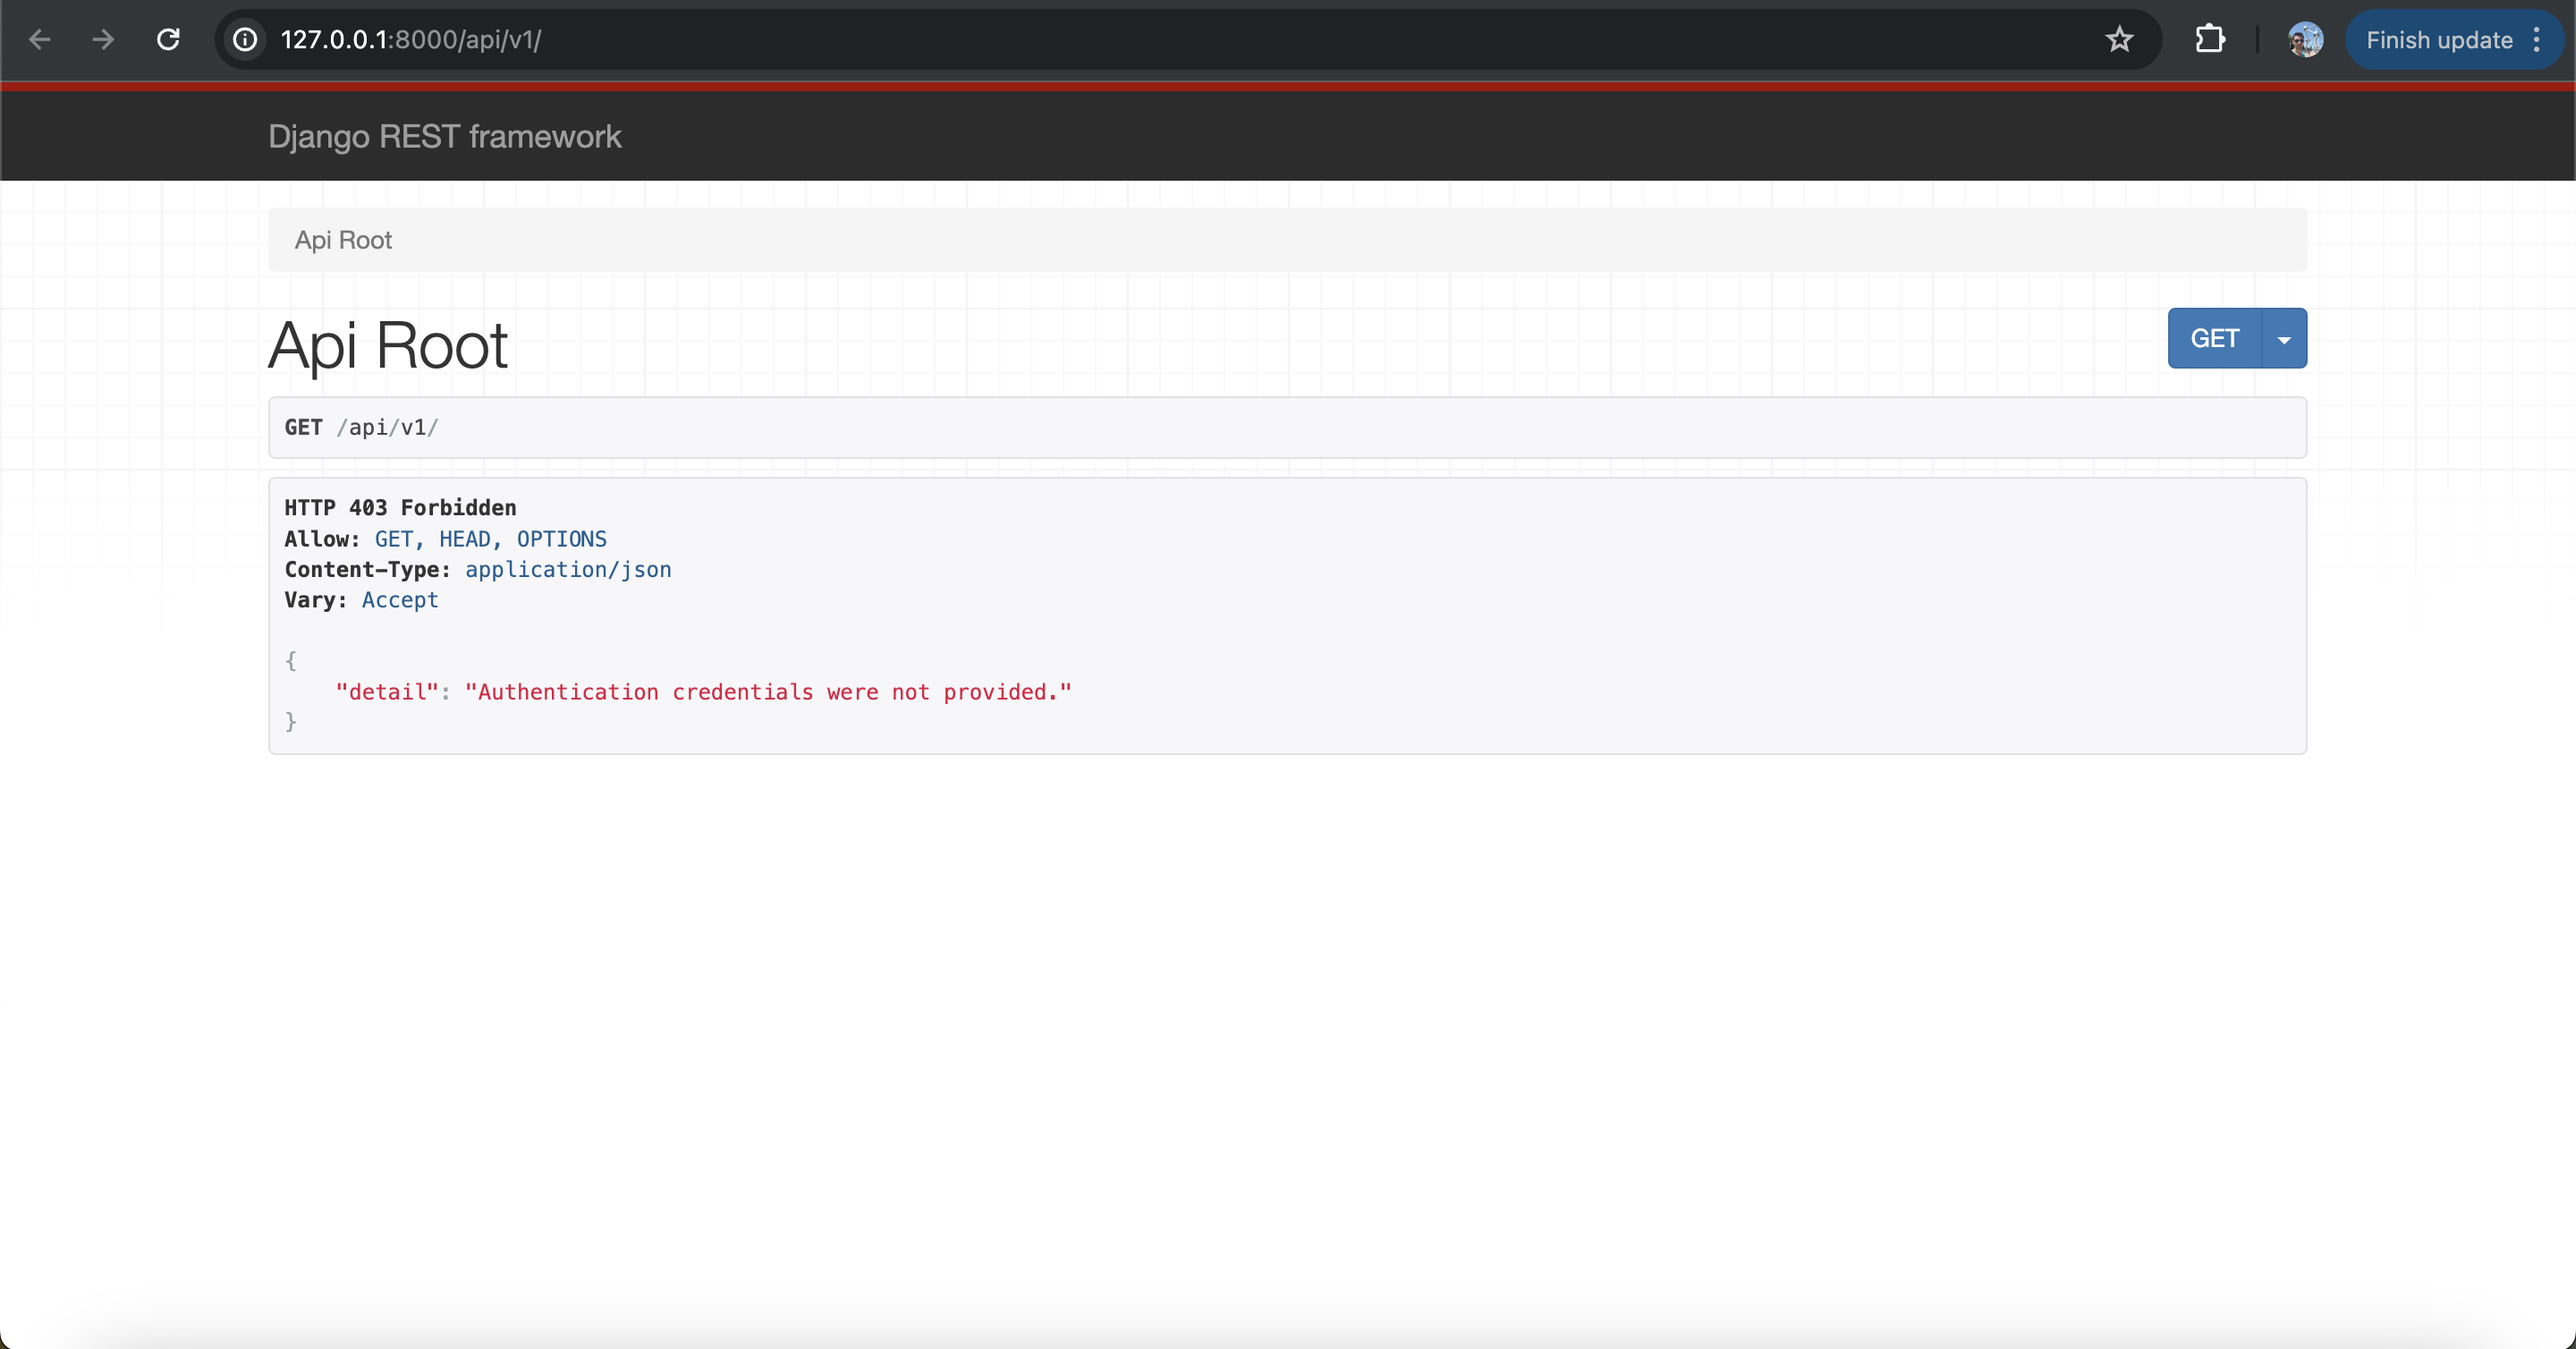 127.0.0.1:8000/api/v1/
Finish update
Django REST framework
Api Root
Api Root
GET
GET /api/v1/
HTTP 403 Forbidden
Allow: GET, HEAD, OPTIONS
Content-Type: application/json
Vary: Accept
{
    "detail": "Authentication credentials were not provided."
}